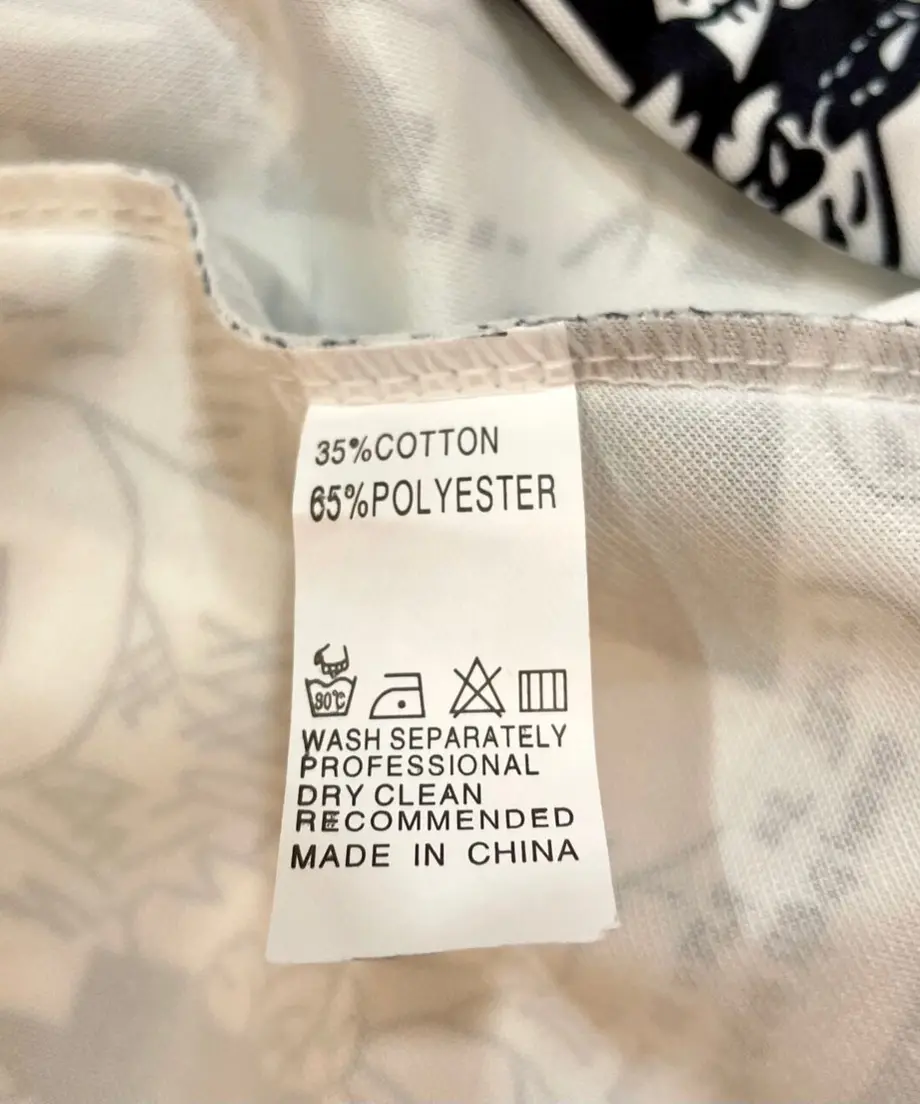 35%COTTON
65%POLYESTER
30℃
WASH SEPARATELY
PROFESSIONAL
DRY CLEAN
RECOMMENDED
MADE IN CHINA